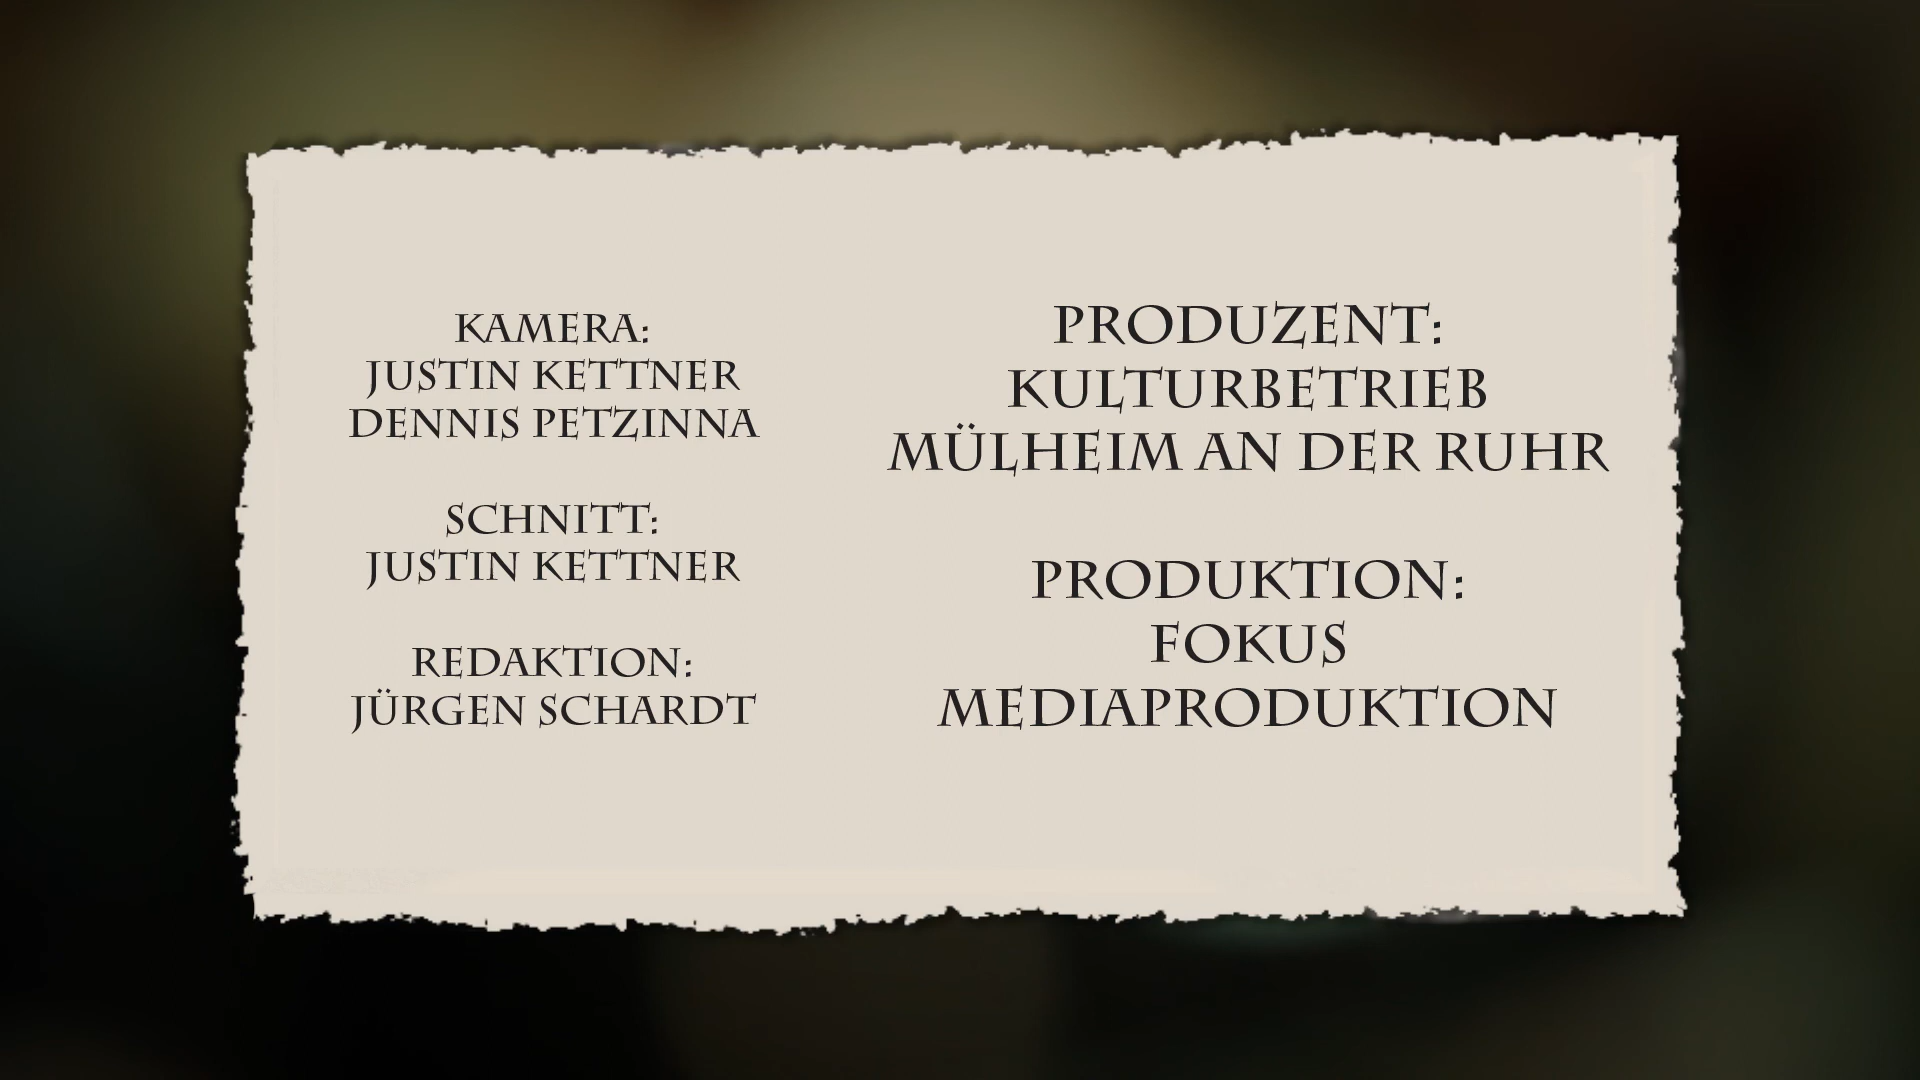 KAMERA:
JUSTIN KETTNER
DENNIS PETZINNA
SCHNITT:
JUSTIN KETTNER
REDAKTION:
JÜRGEN SCHARDT
PRODUZENT:
KULTURBETRIEB
MÜLHEIM AN DER RUHR
PRODUKTION:
FOKUS
MEDIAPRODUKTION